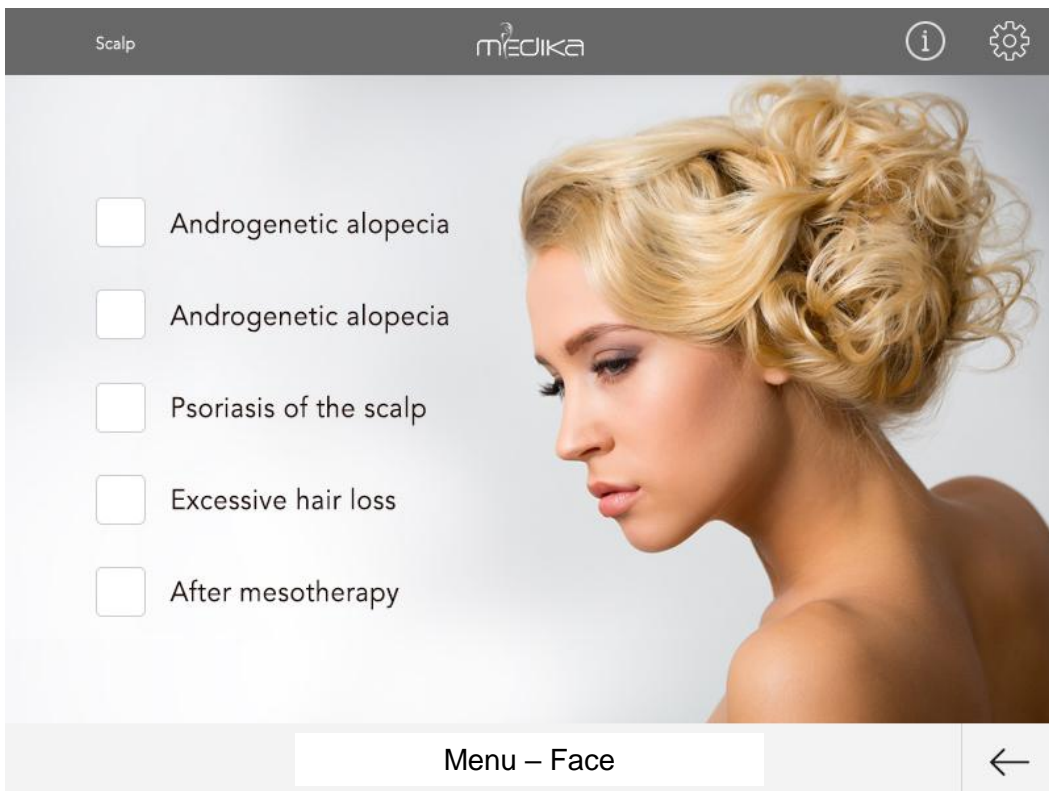 Scalp
medika
i
Androgenetic alopecia
Androgenetic alopecia
Psoriasis of the scalp
Excessive hair loss
After mesotherapy
Menu – Face